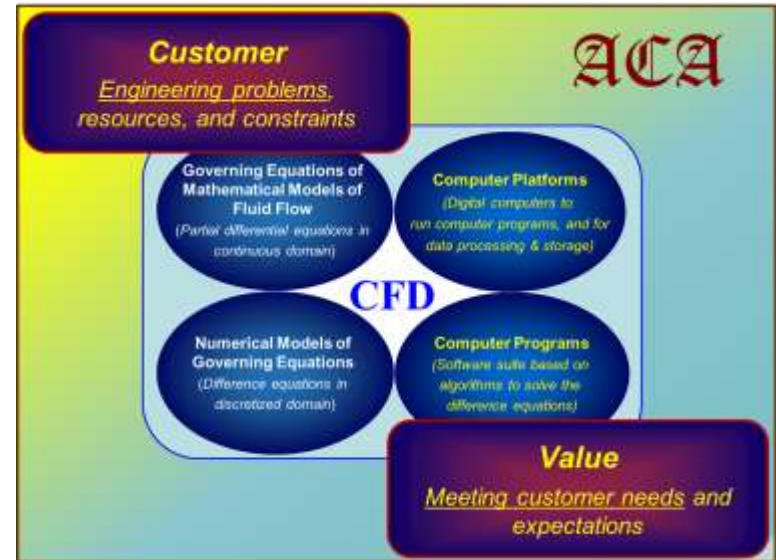 Customer
Engineering problems,
resources, and constraints
ACA
Governing Equations of
Mathematical Models of
Fluid Flow
(Partial differential equations in
continuous domain)
Computer Platforms
(Digital computers to
run computer programs, and for
data processing & storage)
CFD
Numerical Models of
Governing Equations
(Difference equations in
discretized domain)
Computer Programs
(Software suite based on
algorithms to solve the
difference equations)
Value
Meeting customer needs and
expectations